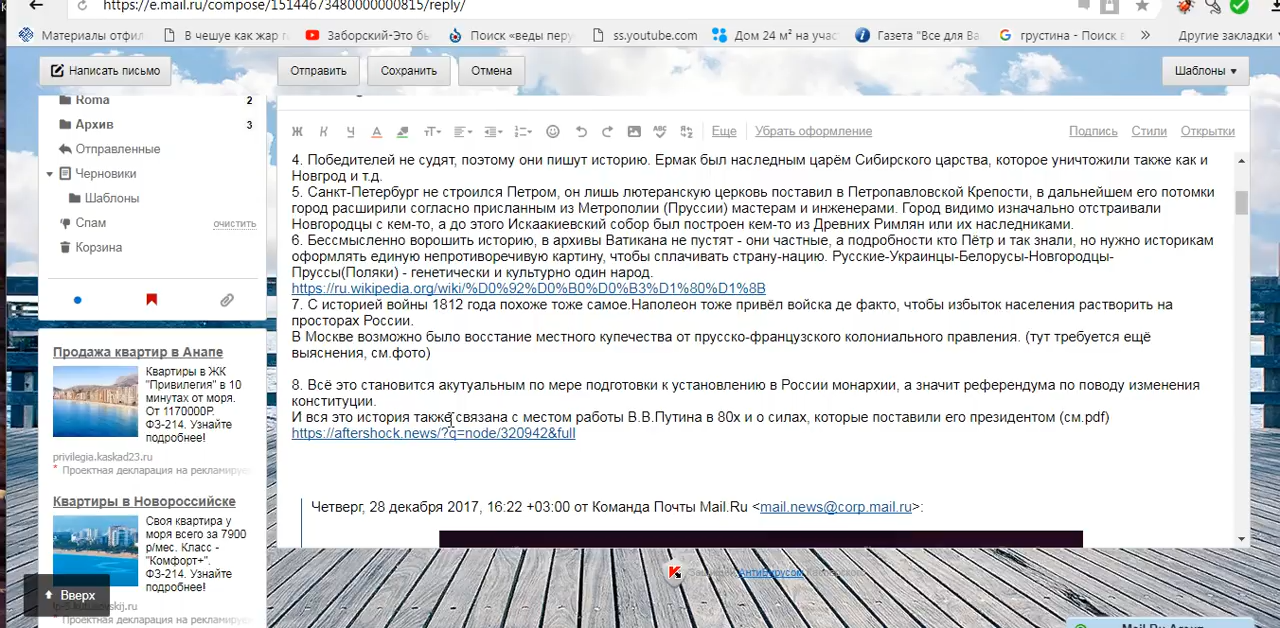 https://e.mail.ru/compose/15144673480000000815/reply/
Материалы отфил
В чешуе как жар г
Заборский-Это бы
Поиск «веды перу
ss.youtube.com
Дом 24 м² на учас
Газета "Все для Ва
грустина - Поиск в
»
Другие закладки
Написать письмо
Отправить
Сохранить
Отмена
Шаблоны
Roma 2
Архив 3
Отправленные
Черновики
Шаблоны
Спам очистить
Корзина
Ж К Ч А тТ Еще Убрать оформление Подпись Стили Открытки
4. Победителей не судят, поэтому они пишут историю. Ермак был наследным царём Сибирского царства, которое уничтожили также как и
Новгрод и т.д.
5. Санкт-Петербург не строился Петром, он лишь лютеранскую церковь поставил в Петропавловской Крепости, в дальнейшем его потомки
город расширили согласно присланным из Метрополии (Пруссии) мастерам и инженерами. Город видимо изначально отстраивали
Новгородцы с кем-то, а до этого Искаакиевский собор был построен кем-то из Древних Римлян или их наследниками.
6. Бессмысленно ворошить историю, в архивы Ватикана не пустят - они частные, а подробности кто Пётр и так знали, но нужно историкам
оформлять единую непротиворечивую картину, чтобы сплачивать страну-нацию. Русские-Украинцы-Белорусы-Новгородцы-
Пруссы(Поляки) - генетически и культурно один народ.
https://ru.wikipedia.org/wiki/%D0%92%D0%B0%D0%B3%D1%80%D1%8B
7. С историей войны 1812 года похоже тоже самое.Наполеон тоже привёл войска де факто, чтобы избыток населения растворить на
просторах России.
В Москве возможно было восстание местного купечества от прусско-французского колониального правления. (тут требуется ещё
выяснения, см.фото)
8. Всё это становится акутуальным по мере подготовки к установлению в России монархии, а значит референдума по поводу изменения
конституции.
И вся это история также связана с местом работы В.В.Путина в 80х и о силах, которые поставили его президентом (см.pdf)
https://aftershock.news/?q=node/320942&full
Четверг, 28 декабря 2017, 16:22 +03:00 от Команда Почты Mail.Ru <mail.news@corp.mail.ru>:
Продажа квартир в Анапе
Квартиры в ЖК
"Привилегия" в 10
минутах от моря.
От 1170000Р.
ФЗ-214. Узнайте
подробнее!
privilegia.kaskad23.ru
* Проектная декларация на рекламируе
Квартиры в Новороссийске
Своя квартира у
моря всего за 7900
р/мес. Класс -
"Комфорт+".
ФЗ-214. Узнайте
подробнее!
* Проектная декларация на рекламируе
Вверх
Антивирусом
Mail.Ru Агент